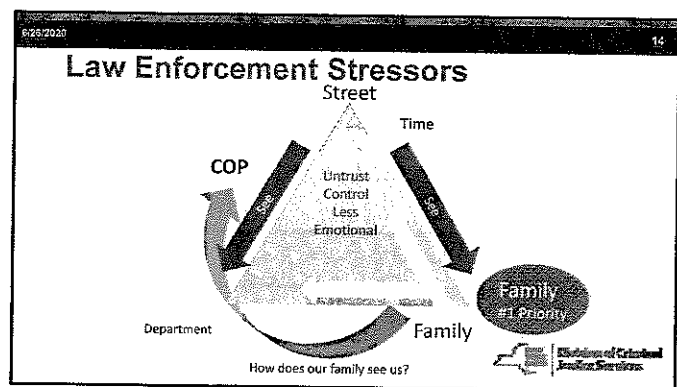 6/26/2020
14
Law Enforcement Stressors
Street
Time
COP
See
See
Untrust
Control
Less
Emotional
Family
#1 Priority
Department
Family
How does our family see us?
Division of Criminal
Justice Services